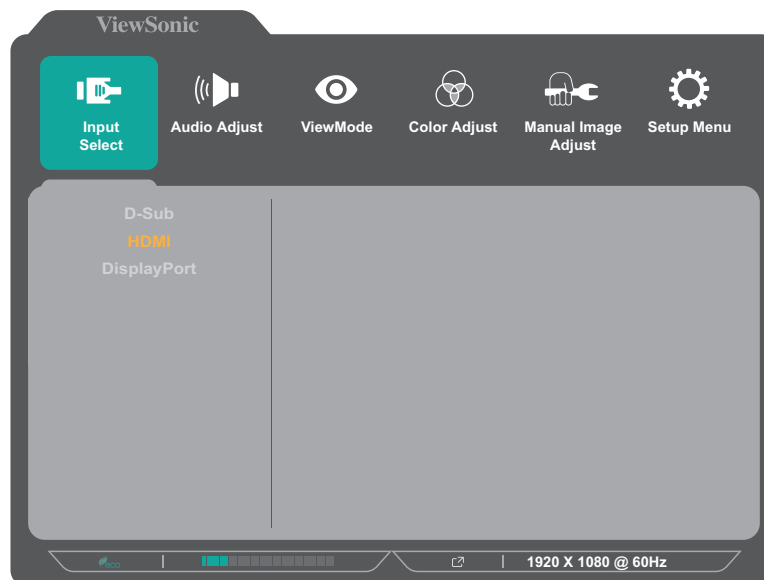 ViewSonic
Input Select
Audio Adjust
ViewMode
Color Adjust
Manual Image Adjust
Setup Menu
D-Sub
HDMI
DisplayPort
eco
1920 X 1080 @ 60Hz